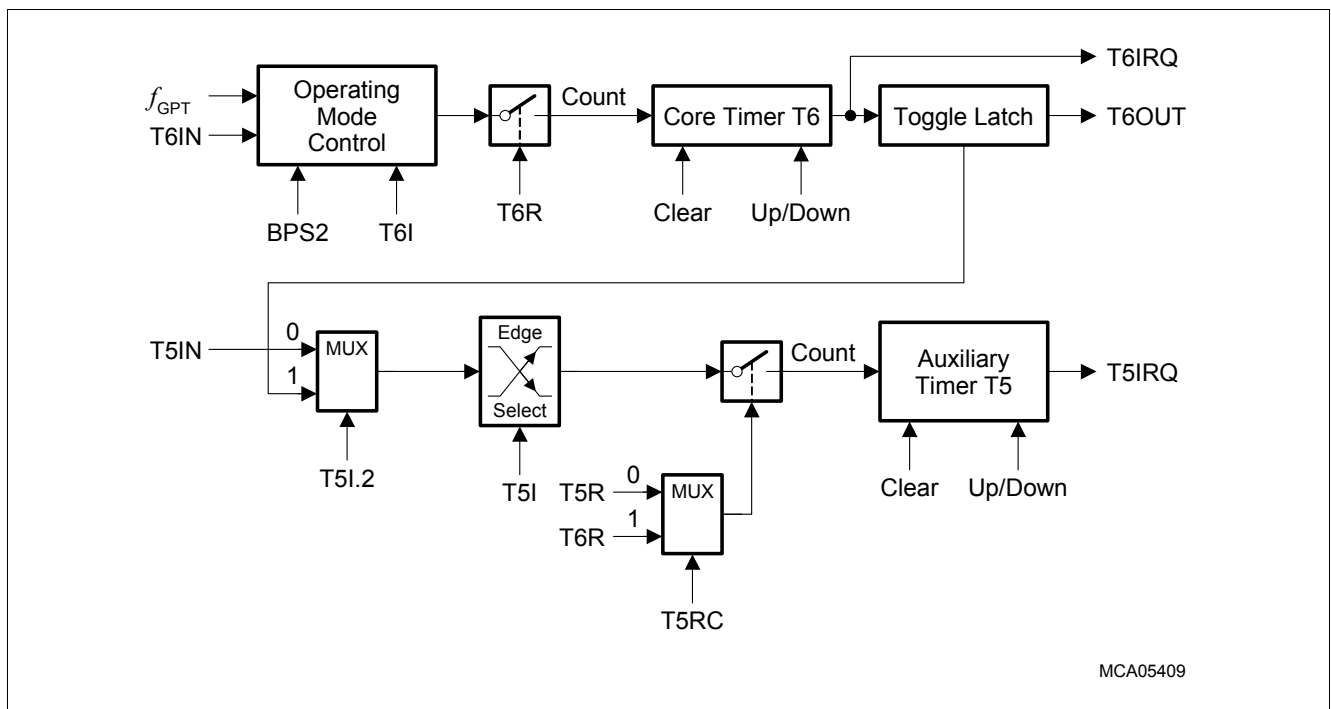 f GPT
T6IN
Operating
Mode
Control
BPS2
T6I
T6R
Count
Core Timer T6
Clear
Up/Down
Toggle Latch
T6IRQ
T6OUT
T5IN
0
1
MUX
T5I.2
Edge
Select
T5I
T5R
0
T6R
1
MUX
T5RC
Count
Auxiliary
Timer T5
Clear
Up/Down
T5IRQ
MCA05409